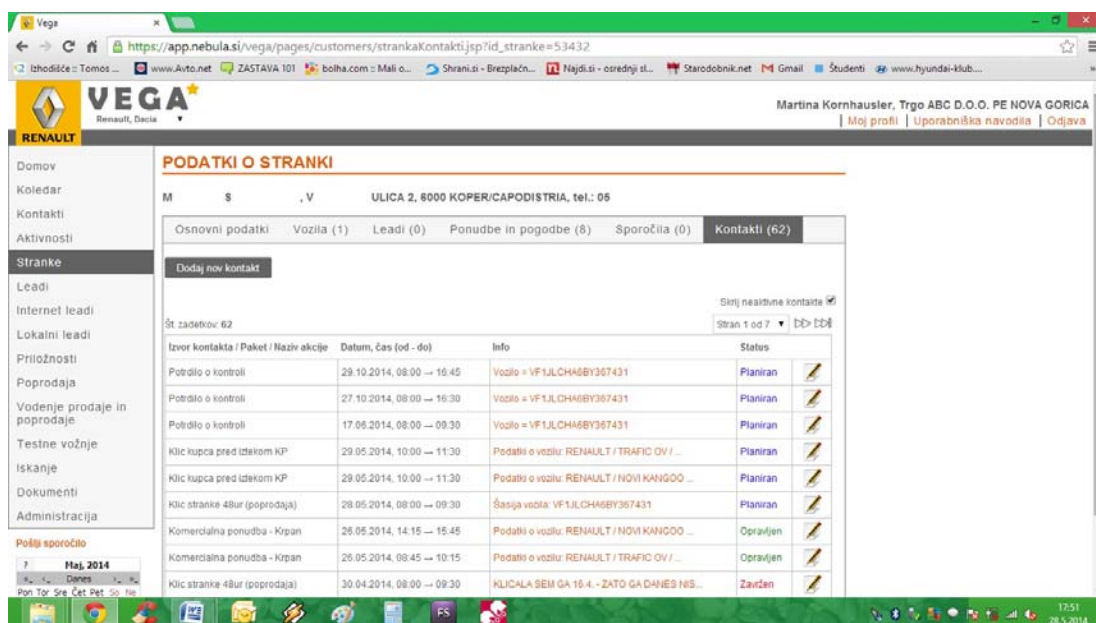 Vega
https://app.nebula.si/vega/pages/customers/strankaKontakti.jsp?id_stranke=53432
Izhodišče :: Tomos ... www.Avto.net ZASTAVA 101 bolha.com :: Mali o... Shrani.si - Brezplačn... Najdi.si - osrednji sl... Starodobnik.net Gmail Študenti www.hyundai-klub....
VEGA
Renault, Dacia
RENAULT
Martina Kornhausler, Trgo ABC D.O.O. PE NOVA GORICA
| Moj profil | Uporabniška navodila | Odjava
Domov
Koledar
Kontakti
Aktivnosti
Stranke
Leadi
Internet leadi
Lokalni leadi
Priložnosti
Poprodaja
Vodenje prodaje in
poprodaje
Testne vožnje
Iskanje
Dokumenti
Administracija
Pošlji sporočilo
? Maj, 2014
Danes
Pon Tor Sre Čet Pet So Ne
PODATKI O STRANKI
M S , V ULICA 2, 6000 KOPER/CAPODISTRIA, tel.: 05
Osnovni podatki Vozila (1) Leadi (0) Ponudbe in pogodbe (8) Sporočila (0) Kontakti (62)
Dodaj nov kontakt
Skrij neaktivne kontakte
Št. zadetkov: 62 Stran 1 od 7
Izvor kontakta / Paket / Naziv akcije Datum, čas (od - do) Info Status
Potrdilo o kontroli 29.10.2014, 08:00 → 16:45 Vozilo = VF1JLCHA6BY367431 Planiran
Potrdilo o kontroli 27.10.2014, 08:00 → 16:30 Vozilo = VF1JLCHA6BY367431 Planiran
Potrdilo o kontroli 17.06.2014, 08:00 → 09:30 Vozilo = VF1JLCHA6BY367431 Planiran
Klic kupca pred iztekom KP 29.05.2014, 10:00 → 11:30 Podatki o vozilu: RENAULT / TRAFIC OV / ... Planiran
Klic kupca pred iztekom KP 29.05.2014, 10:00 → 11:30 Podatki o vozilu: RENAULT / NOVI KANGOO ... Planiran
Klic stranke 48ur (poprodaja) 28.05.2014, 08:00 → 09:30 Šasija vozila: VF1JLCHA6BY367431 Planiran
Komercialna ponudba - Krpan 26.05.2014, 14:15 → 15:45 Podatki o vozilu: RENAULT / NOVI KANGOO ... Opravljen
Komercialna ponudba - Krpan 26.05.2014, 08:45 → 10:15 Podatki o vozilu: RENAULT / TRAFIC OV / ... Opravljen
Klic stranke 48ur (poprodaja) 30.04.2014, 08:00 → 09:30 KLICALA SEM GA 16.4. - ZATO GA DANES NIS... Zavržen
FS
17:51
28.5.2014